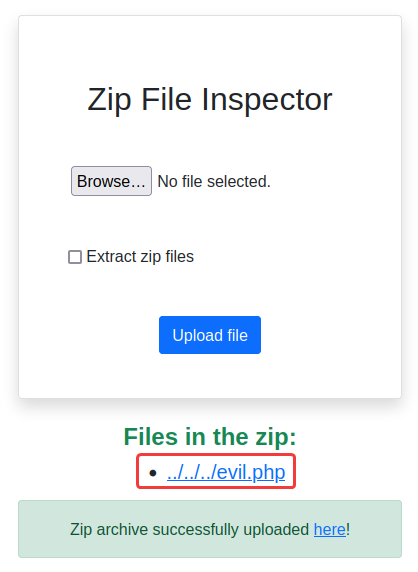 Zip File Inspector
Browse… No file selected.
Extract zip files
Upload file
Files in the zip:
../../../evil.php
Zip archive successfully uploaded here!